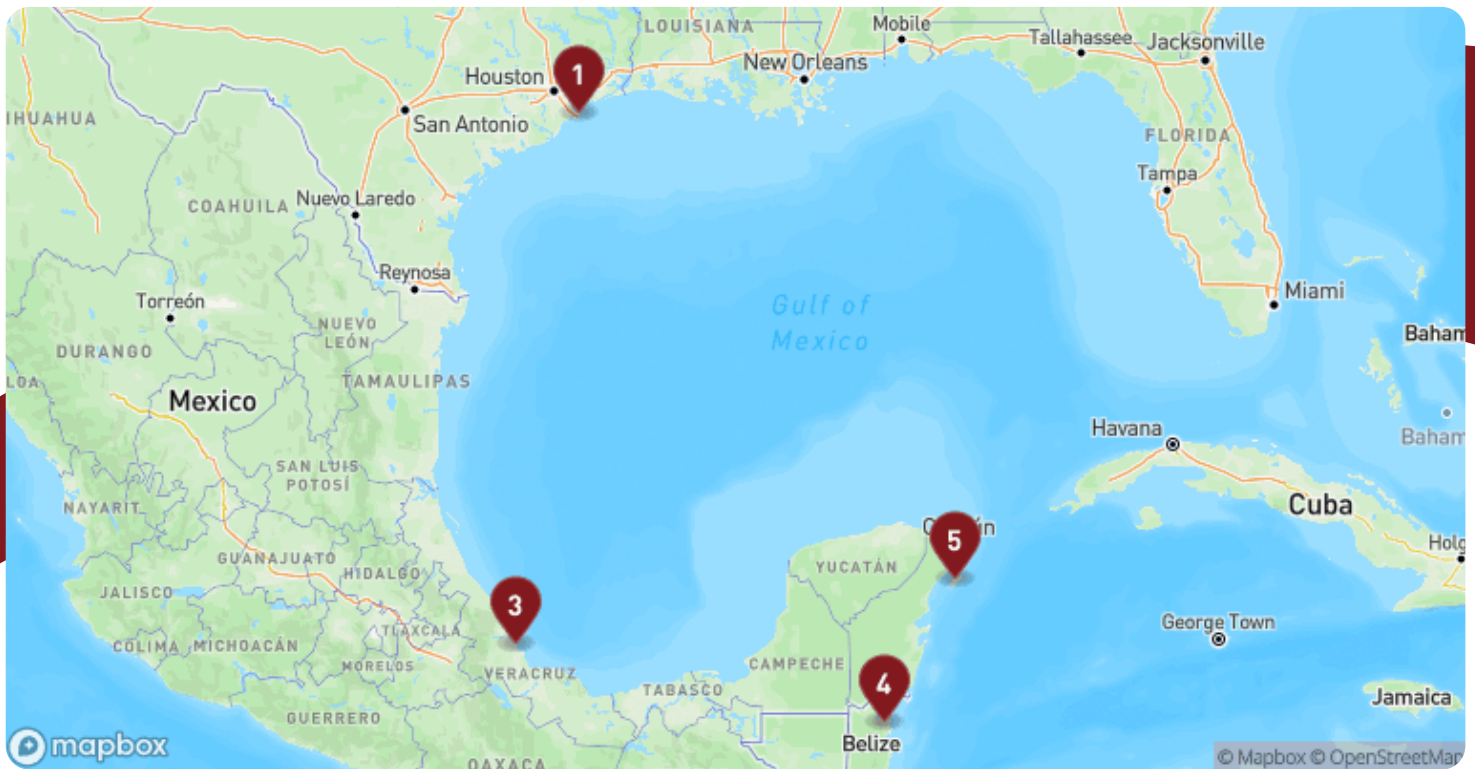 LOUISIANA
Mobile
Tallahassee
Jacksonville
New Orleans
Houston
1
San Antonio
IHUAHUA
FLORIDA
Tampa
COAHUILA
Nuevo Laredo
Reynosa
Miami
Torreón
Gulf of
Mexico
NUEVO
LEÓN
Baham
DURANGO
LOA
TAMAULIPAS
Mexico
Havana
Baham
SAN LUIS
POTOSÍ
Cuba
NAYARIT
5
Holg
GUANAJUATO
HIDALGO
YUCATÁN
JALISCO
3
George Town
TLAXCALA
COLIMA
MICHOACÁN
MORELOS
VERACRUZ
CAMPECHE
4
TABASCO
Jamaica
GUERRERO
mapbox
Belize
OAXACA
© Mapbox © OpenStreetMap